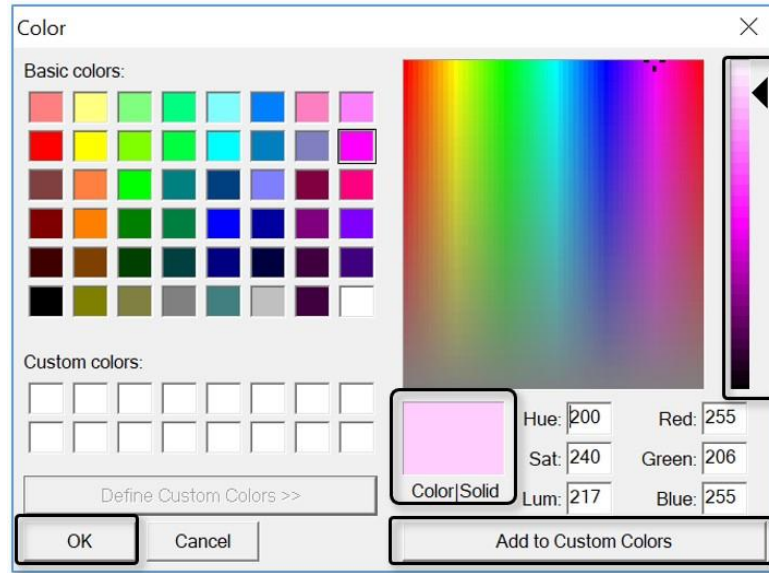 Color
Basic colors:
Custom colors:
Define Custom Colors >>
OK Cancel
Color|Solid
Hue: 200 Red: 255
Sat: 240 Green: 206
Lum: 217 Blue: 255
Add to Custom Colors